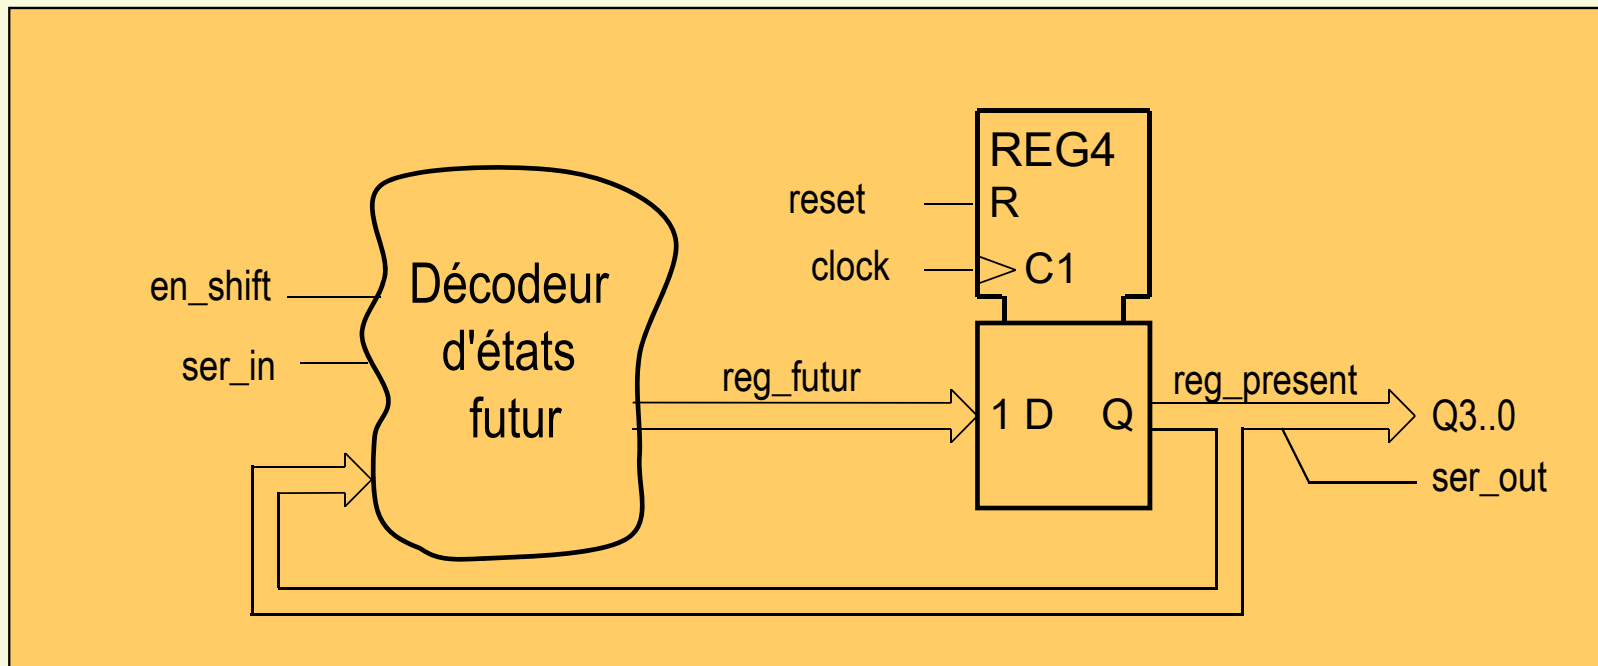 REG4
reset
R
clock
C1
en_shift
ser_in
Décodeur
d'états
futur
reg_futur
1 D
Q
reg_present
Q3..0
ser_out